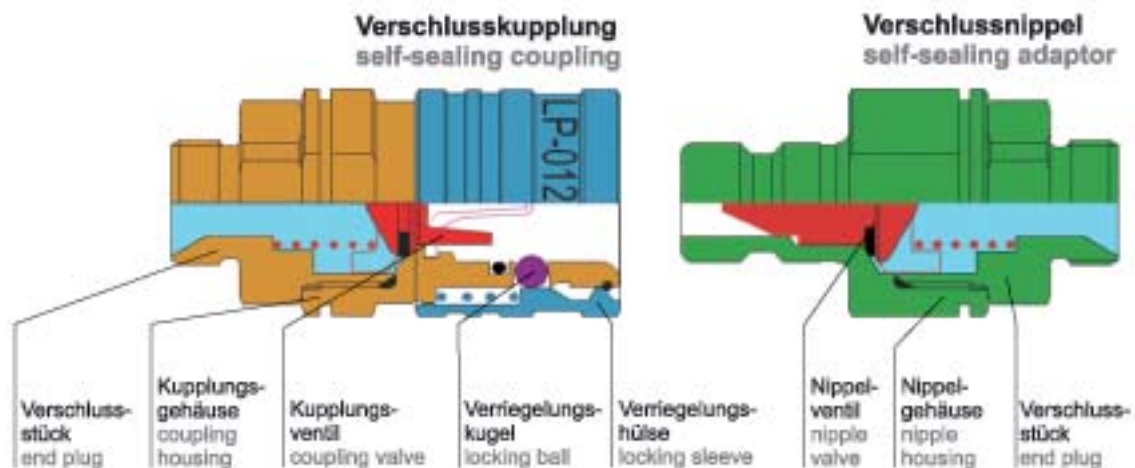 Verschlusskupplung
self-sealing coupling
Verschlussnippel
self-sealing adaptor
LP-012
Verschluss-
stück
end plug
Kupplungs-
gehäuse
coupling
housing
Kupplungs-
ventil
coupling valve
Verriegelungs-
kugel
locking ball
Verriegelungs-
hülse
locking sleeve
Nippel-
ventil
nipple
valve
Nippel-
gehäuse
nipple
housing
Verschluss-
stück
end plug